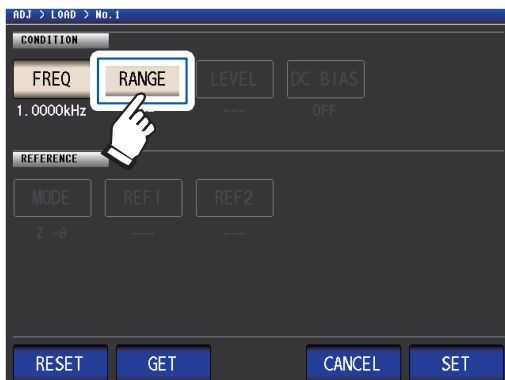 ADJ > LOAD > No.1
CONDITION
FREQ RANGE LEVEL DC BIAS
1.0000kHz --- OFF
REFERENCE
MODE REF1 REF2
Z -θ --- ---
RESET GET CANCEL SET